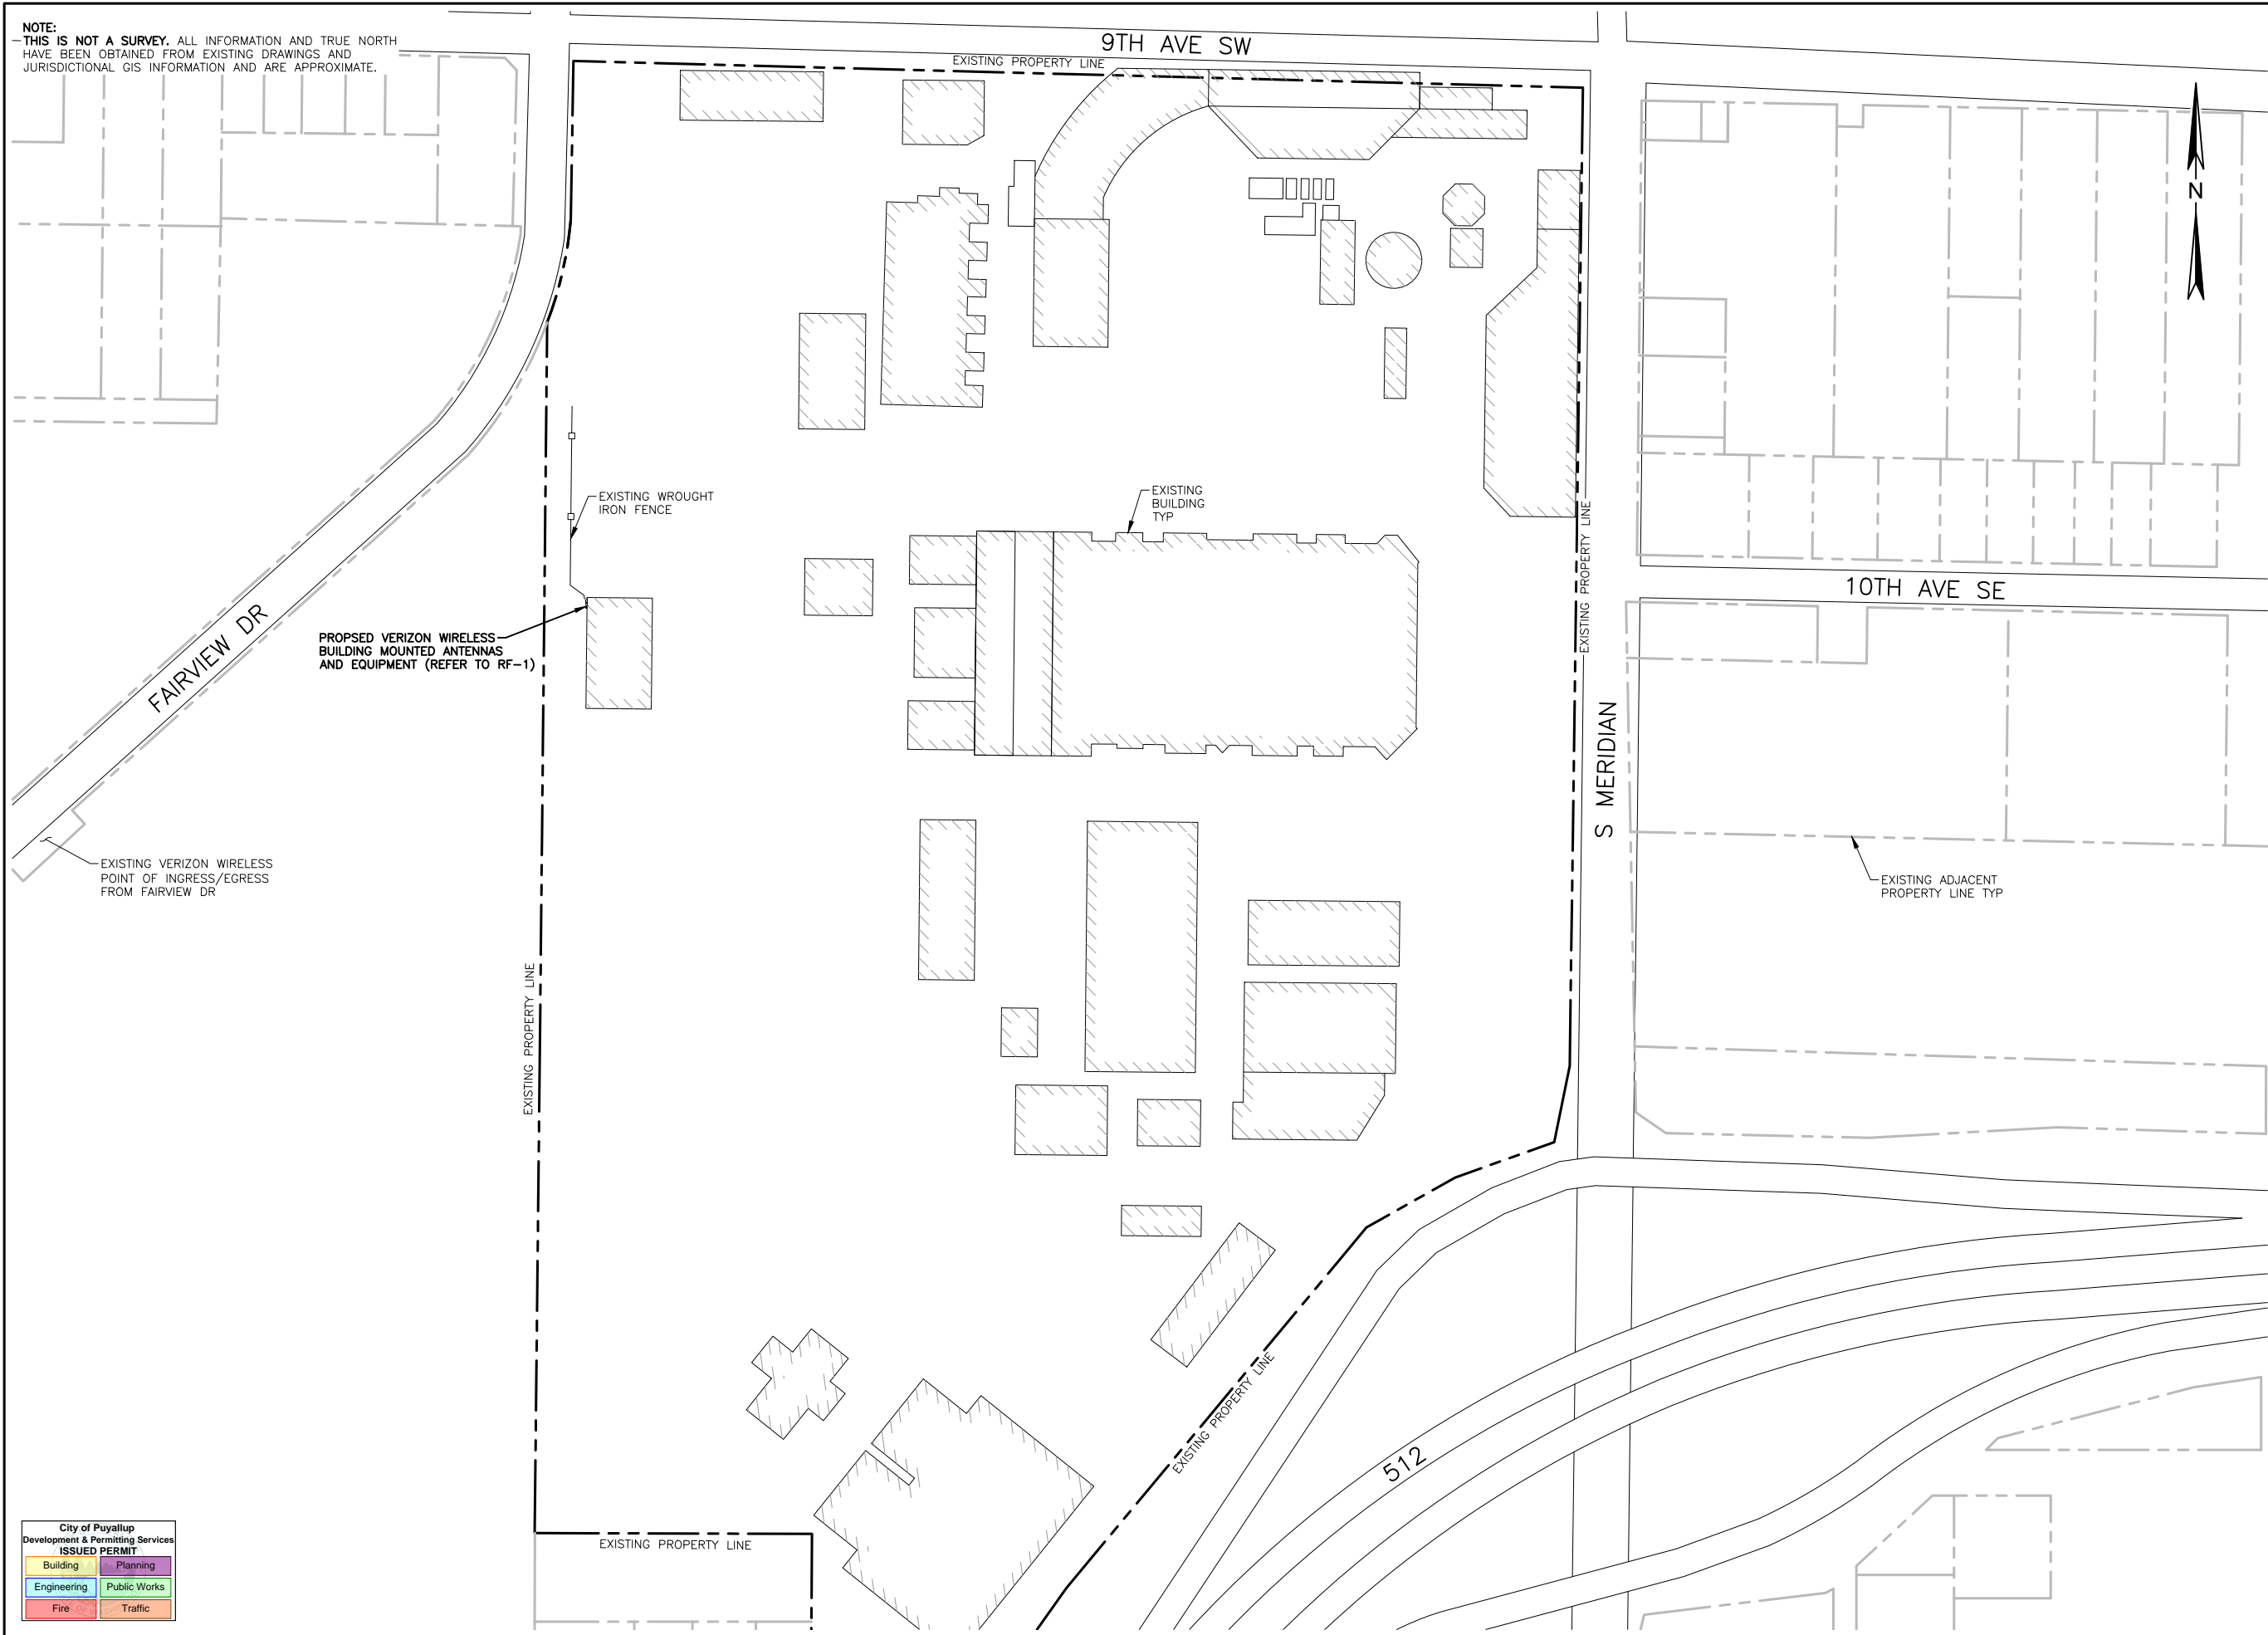 NOTE:
THIS IS NOT A SURVEY. ALL INFORMATION AND TRUE NORTH
HAVE BEEN OBTAINED FROM EXISTING DRAWINGS AND
JURISDICTIONAL GIS INFORMATION AND ARE APPROXIMATE.
9TH AVE SW
EXISTING PROPERTY LINE
N
EXISTING WROUGHT
IRON FENCE
EXISTING
BUILDING
TYP
EXISTING PROPERTY LINE
10TH AVE SE
PROPSED VERIZON WIRELESS
BUILDING MOUNTED ANTENNAS
AND EQUIPMENT (REFER TO RF-1)
FAIRVIEW DR
S MERIDIAN
EXISTING VERIZON WIRELESS
POINT OF INGRESS/EGRESS
FROM FAIRVIEW DR
EXISTING ADJACENT
PROPERTY LINE TYP
EXISTING PROPERTY LINE
EXISTING PROPERTY LINE
512
EXISTING PROPERTY LINE
City of Puyallup
Development & Permitting Services
ISSUED PERMIT
Building Planning
Engineering Public Works
Fire Traffic